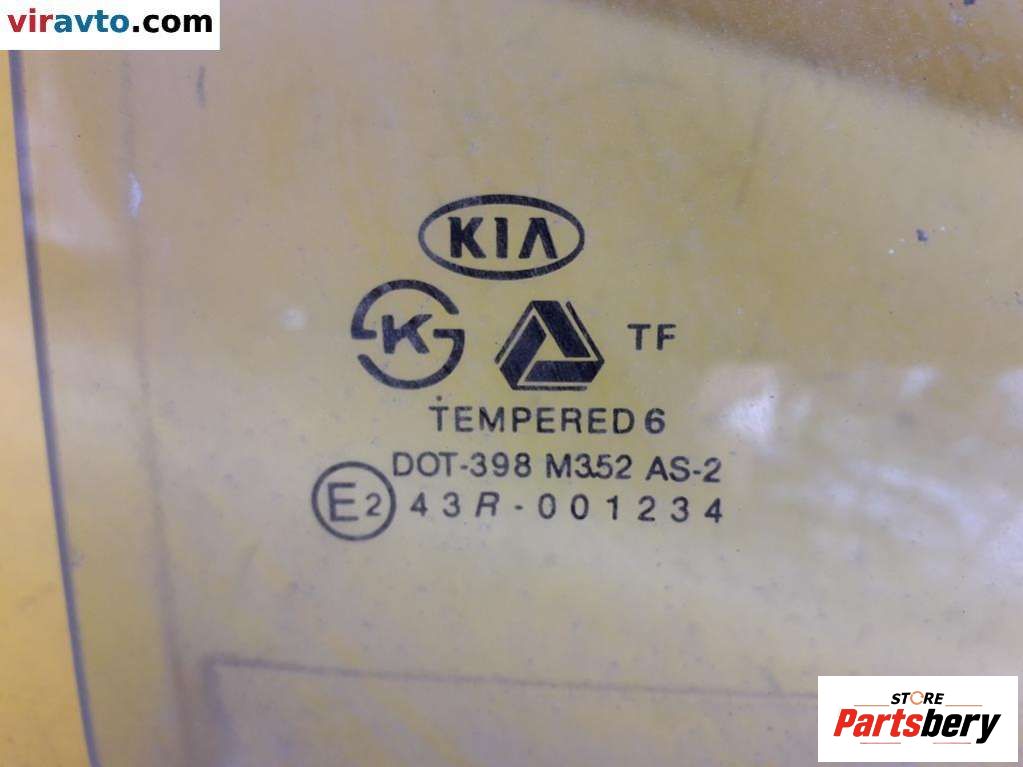 viravto.com
KIA
K
TF
TEMPERED 6
DOT-398 M352 AS-2
E2 43R-001234
STORE
Partsbery